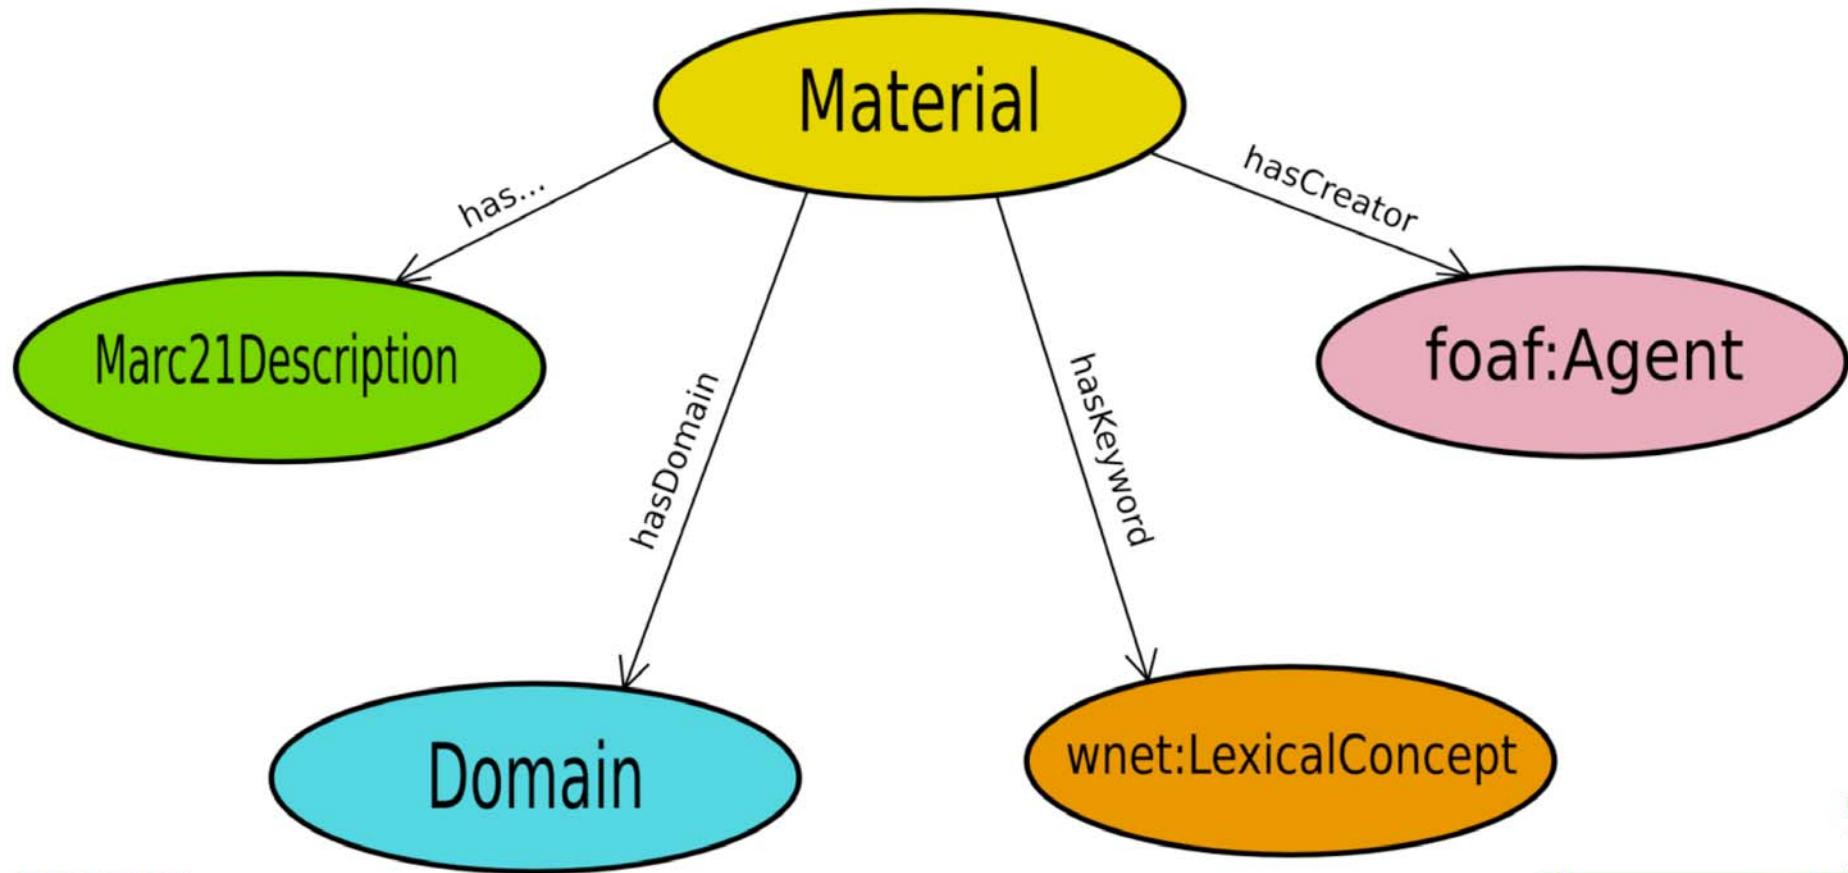 Material
has...
hasCreator
Marc21Description
foaf:Agent
hasDomain
hasKeyword
Domain
wnet:LexicalConcept